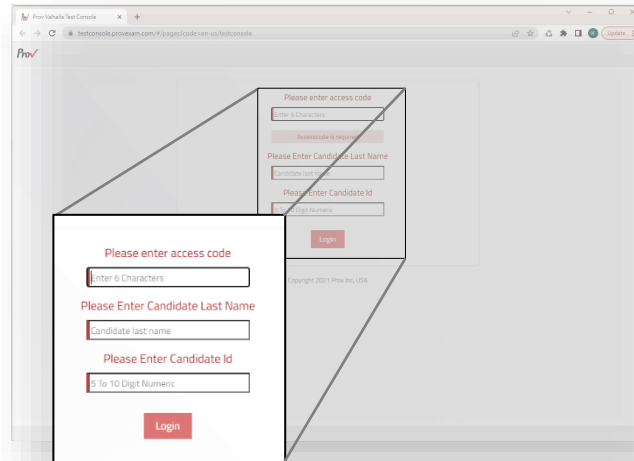 Prov Valhalla Test Console
testconsole.provexam.com/#/pages?code=en-us/testconsole
Update
Prov
Please enter access code
Enter 6 Characters
Accesscode is required
Please Enter Candidate Last Name
Candidate last name
Please Enter Candidate Id
5 To 10 Digit Numeric
Login
Copyright 2021 Prov Inc, USA
Please enter access code
Enter 6 Characters
Please Enter Candidate Last Name
Candidate last name
Please Enter Candidate Id
5 To 10 Digit Numeric
Login